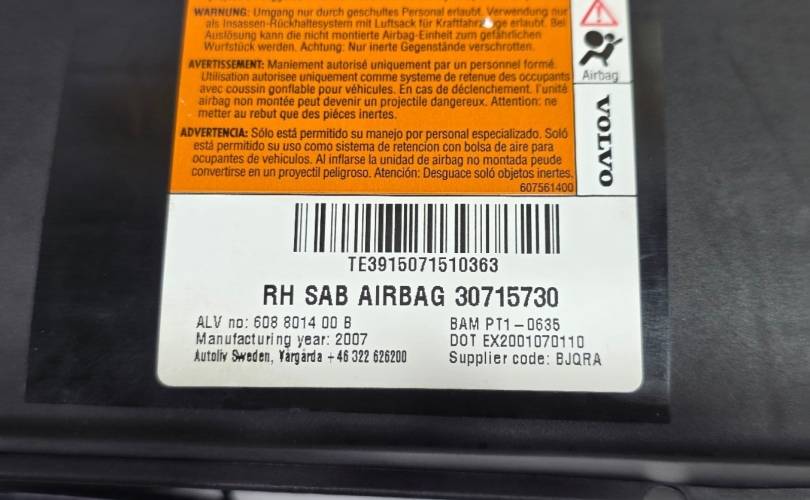 WARNUNG: Umgang nur durch geschultes Personal erlaubt. Verwendung nur
als Insassen-Rückhaltesystem mit Luftsack für Kraftfahrzeuge erlaubt. Bei
Auslösung kann die nicht montierte Airbag-Einheit zum gefährlichen
Wurfstück werden. Achtung: Nur inerte Gegenstände verschrotten.
AVERTISSEMENT: Maniement autorisé uniquement par un personnel formé.
Utilisation autorisee uniquement comme systeme de retenue des occupants
avec coussin gonflable pour véhicules. En cas de déclenchement, l'unité
airbag non montée peut devenir un projectile dangereux. Attention: ne
metter au rebut que des piéces inertes.
ADVERTENCIA: Sólo está permitido su manejo por personal especializado. Soló
está permitido su uso como sistema de retencion con bolsa de aire para
ocupantes de vehiculos. Al inflarse la unidad de airbag no montada peude
convertirse en un proyectil peligroso. Atención: Desguace soló objetos inertes.
607561400
Airbag
VOLVO
TE3915071510363
RH SAB AIRBAG 30715730
ALV no: 608 8014 00 B
Manufacturing year: 2007
Autoliv Sweden, Vårgårda +46 322 626200
BAM PT1-0635
DOT EX2001070110
Supplier code: BJQRA